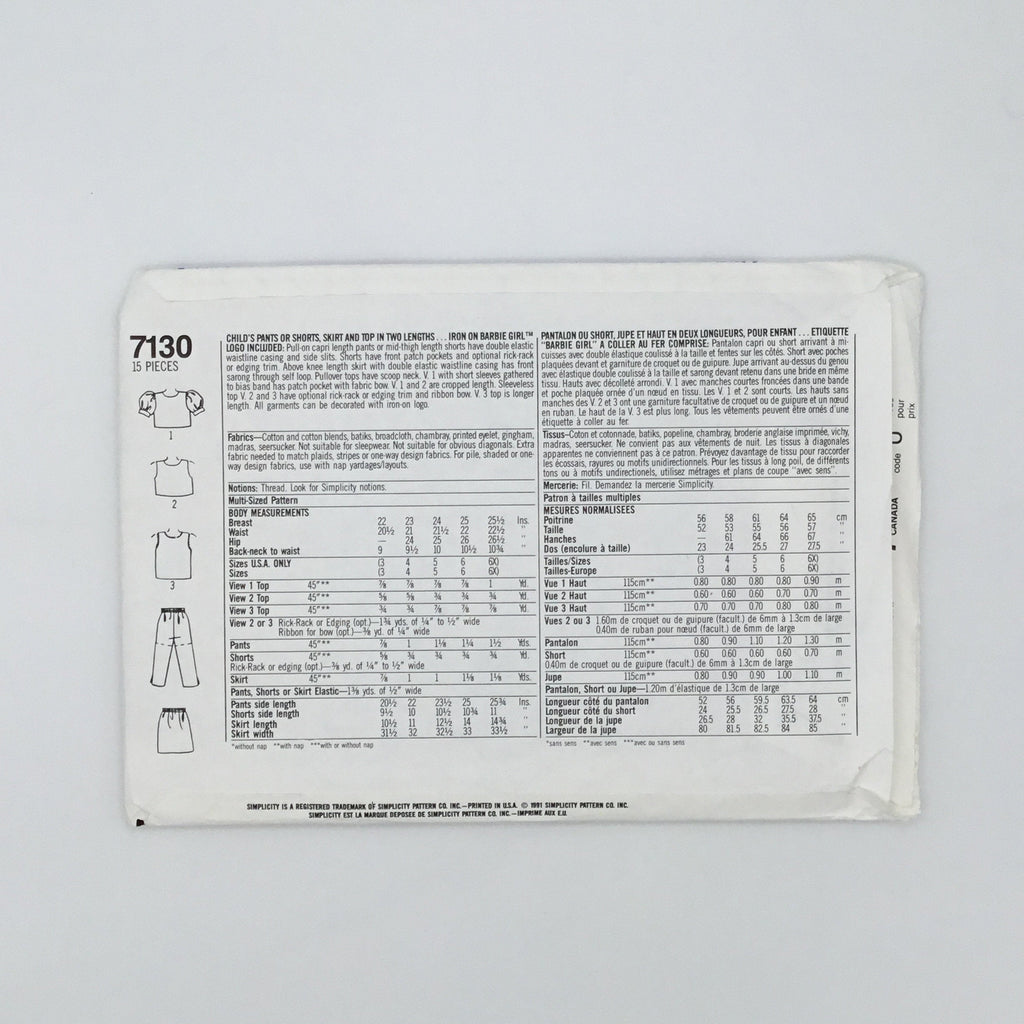 7130
15 PIECES
1
2
3
CHILD'S PANTS OR SHORTS, SKIRT AND TOP IN TWO LENGTHS . . . IRON ON BARBIE GIRL™
LOGO INCLUDED: Pull-on capri length pants or mid-thigh length shorts have double elastic
waistline casing and side slits. Shorts have front patch pockets and optional rick-rack
or edging trim. Above knee length skirt with double elastic waistline casing has front
sarong through self loop. Pullover tops have scoop neck. V. 1 with short sleeves gathered
to bias band has patch pocket with fabric bow. V. 1 and 2 are cropped length. Sleeveless
top V. 2 and 3 have optional rick-rack or edging trim and ribbon bow. V. 3 top is longer
length. All garments can be decorated with iron-on logo.
Fabrics—Cotton and cotton blends, batiks, broadcloth, chambray, printed eyelet, gingham,
madras, seersucker. Not suitable for sleepwear. Not suitable for obvious diagonals. Extra
fabric needed to match plaids, stripes or one-way design fabrics. For pile, shaded or one-
way design fabrics, use with nap yardages/layouts.
Notions: Thread. Look for Simplicity notions.
Multi-Sized Pattern
BODY MEASUREMENTS
Breast 22 23 24 25 25½ Ins.
Waist 20½ 21 21½ 22 22½ "
Hip — 24 25 26 26½ "
Back-neck to waist 9 9½ 10 10½ 10¾ "
Sizes U.S.A. ONLY (3 4 5 6 6X)
Sizes (3 4 5 6 6X)
View 1 Top 45"*** ⅞ ⅞ ⅞ ⅞ 1 Yd.
View 2 Top 45"*** ⅝ ⅝ ¾ ¾ ¾ Yd.
View 3 Top 45"*** ¾ ¾ ⅞ ⅞ ⅞ Yd.
View 2 or 3 Rick-Rack or Edging (opt.)—1¾ yds. of ¼" to ½" wide
Ribbon for bow (opt.)—⅜ yd. of ¼" wide
Pants 45"*** ⅞ 1 1⅛ 1¼ 1½ Yds.
Shorts 45"*** ⅝ ¾ ¾ ¾ ¾ Yd.
Rick-Rack or edging (opt.)—⅜ yd. of ¼" to ½" wide
Skirt 45"*** ⅞ 1 1 1⅛ 1⅛ Yds.
Pants, Shorts or Skirt Elastic—1⅜ yds. of ½" wide
Pants side length 20½ 22 23½ 25 25¾ Ins.
Shorts side length 9½ 10 10½ 10¾ 11 "
Skirt length 10½ 11 12½ 14 14¾ "
Skirt width 31½ 32 32½ 33 33½ "
*without nap **with nap ***with or without nap
PANTALON OU SHORT, JUPE ET HAUT EN DEUX LONGUEURS, POUR ENFANT . . . ETIQUETTE
"BARBIE GIRL" A COLLER AU FER COMPRISE: Pantalon capri ou short arrivant à mi-
cuisses avec double élastique coulissé à la taille et fentes sur les côtés. Short avec poches
plaquées devant et garniture de croquet ou de guipure. Jupe arrivant au-dessus du genou
avec élastique double coulissé à la taille et sarong devant retenu dans une bride en même
tissu. Hauts avec décolleté arrondi. V. 1 avec manches courtes froncées dans une bande
et poche plaquée ornée d'un nœud en tissu. Les V. 1 et 2 sont courts. Les hauts sans
manches des V. 2 et 3 ont une garniture facultative de croquet ou de guipure et un nœud
en ruban. Le haut de la V. 3 est plus long. Tous les vêtements peuvent être ornés d'une
étiquette à coller au fer.
Tissus—Coton et cotonnade, batiks, popeline, chambray, broderie anglaise imprimée, vichy,
madras, seersucker. Ne convient pas aux vêtements de nuit. Les tissus à diagonales
apparentes ne conviennent pas à ce patron. Prévoyez davantage de tissu pour raccorder
les écossais, rayures ou motifs unidirectionnels. Pour les tissus à long poil, de différents
tons ou à motifs unidirectionnels, utilisez métrages et plans de coupe "avec sens".
Mercerie: Fil. Demandez la mercerie Simplicity.
Patron à tailles multiples
MESURES NORMALISEES
Poitrine 56 58 61 64 65 cm
Taille 52 53 55 56 57 "
Hanches — 61 64 66 67 "
Dos (encolure à taille) 23 24 25.5 27 27.5 "
Tailles/Sizes (3 4 5 6 6X)
Tailles-Europe (3 4 5 6 6X)
Vue 1 Haut 115cm** 0.80 0.80 0.80 0.80 0.90 m
Vue 2 Haut 115cm** 0.60 0.60 0.60 0.70 0.70 m
Vue 3 Haut 115cm** 0.70 0.70 0.70 0.80 0.80 m
Vues 2 ou 3 1.60m de croquet ou de guipure (facult.) de 6mm à 1.3cm de large
0.40m de ruban pour nœud (facult.) de 6mm de large
Pantalon 115cm** 0.80 0.90 1.10 1.20 1.30 m
Short 115cm** 0.60 0.60 0.60 0.60 0.70 m
0.40m de croquet ou de guipure (facult.) de 6mm à 1.3cm de large
Jupe 115cm** 0.80 0.90 0.90 1.00 1.10 m
Pantalon, Short ou Jupe—1.20m d'élastique de 1.3cm de large
Longueur côté du pantalon 52 56 59.5 63.5 64 cm
Longueur côté du short 24 25.5 26.5 27.5 28 "
Longueur de la jupe 26.5 28 32 35.5 37.5 "
Largeur de la jupe 80 81.5 82.5 84 85 "
*sans sens **avec sens ***avec ou sans sens
CANADA code U pour
prix
SIMPLICITY IS A REGISTERED TRADEMARK OF SIMPLICITY PATTERN CO. INC.—PRINTED IN U.S.A. © 1991 SIMPLICITY PATTERN CO. INC.
SIMPLICITY EST LA MARQUE DEPOSEE DE SIMPLICITY PATTERN CO. INC.—IMPRIME AUX E.U.